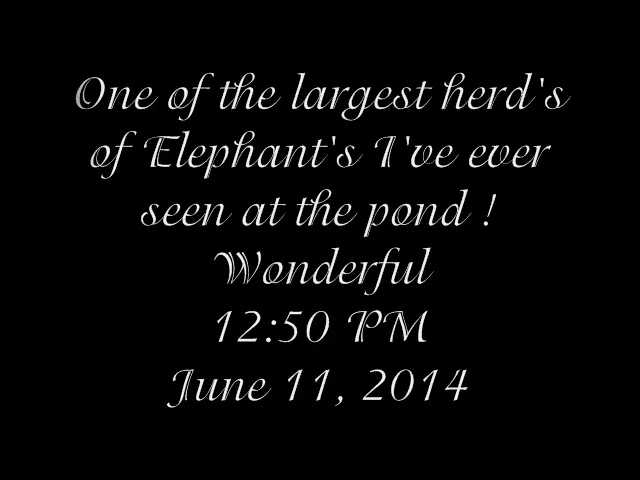 One of the largest herd's
of Elephant's I've ever
seen at the pond !
Wonderful
12:50 PM
June 11, 2014